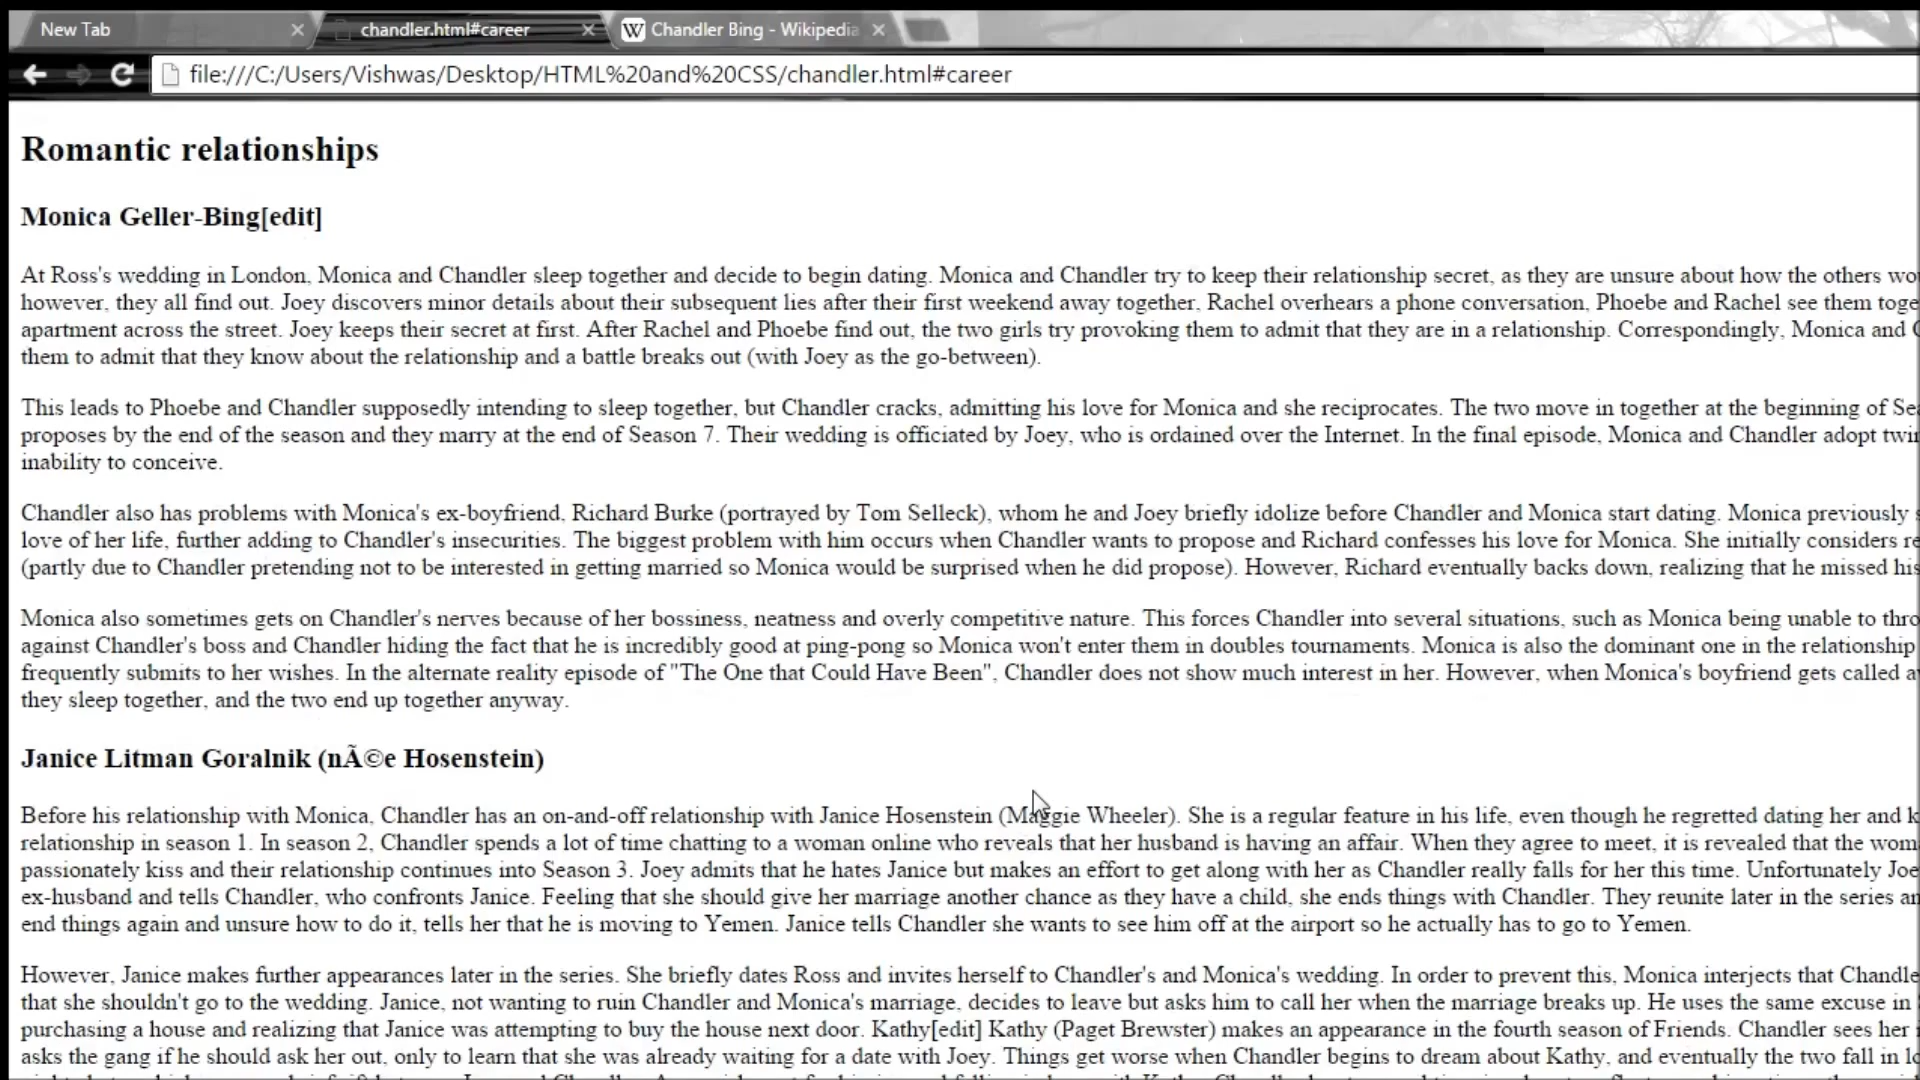 New Tab
chandler.html#career
W Chandler Bing - Wikipedia
file:///C:/Users/Vishwas/Desktop/HTML%20and%20CSS/chandler.html#career
Romantic relationships
Monica Geller-Bing[edit]
At Ross's wedding in London, Monica and Chandler sleep together and decide to begin dating. Monica and Chandler try to keep their relationship secret, as they are unsure about how the others wo
however, they all find out. Joey discovers minor details about their subsequent lies after their first weekend away together, Rachel overhears a phone conversation, Phoebe and Rachel see them toge
apartment across the street. Joey keeps their secret at first. After Rachel and Phoebe find out, the two girls try provoking them to admit that they are in a relationship. Correspondingly, Monica and C
them to admit that they know about the relationship and a battle breaks out (with Joey as the go-between).
This leads to Phoebe and Chandler supposedly intending to sleep together, but Chandler cracks, admitting his love for Monica and she reciprocates. The two move in together at the beginning of Se
proposes by the end of the season and they marry at the end of Season 7. Their wedding is officiated by Joey, who is ordained over the Internet. In the final episode, Monica and Chandler adopt twi
inability to conceive.
Chandler also has problems with Monica's ex-boyfriend, Richard Burke (portrayed by Tom Selleck), whom he and Joey briefly idolize before Chandler and Monica start dating. Monica previously s
love of her life, further adding to Chandler's insecurities. The biggest problem with him occurs when Chandler wants to propose and Richard confesses his love for Monica. She initially considers re
(partly due to Chandler pretending not to be interested in getting married so Monica would be surprised when he did propose). However, Richard eventually backs down, realizing that he missed his
Monica also sometimes gets on Chandler's nerves because of her bossiness, neatness and overly competitive nature. This forces Chandler into several situations, such as Monica being unable to thro
against Chandler's boss and Chandler hiding the fact that he is incredibly good at ping-pong so Monica won't enter them in doubles tournaments. Monica is also the dominant one in the relationship
frequently submits to her wishes. In the alternate reality episode of "The One that Could Have Been", Chandler does not show much interest in her. However, when Monica's boyfriend gets called a
they sleep together, and the two end up together anyway.
Janice Litman Goralnik (nÃ©e Hosenstein)
Before his relationship with Monica, Chandler has an on-and-off relationship with Janice Hosenstein (Maggie Wheeler). She is a regular feature in his life, even though he regretted dating her and k
relationship in season 1. In season 2, Chandler spends a lot of time chatting to a woman online who reveals that her husband is having an affair. When they agree to meet, it is revealed that the wom
passionately kiss and their relationship continues into Season 3. Joey admits that he hates Janice but makes an effort to get along with her as Chandler really falls for her this time. Unfortunately Joe
ex-husband and tells Chandler, who confronts Janice. Feeling that she should give her marriage another chance as they have a child, she ends things with Chandler. They reunite later in the series an
end things again and unsure how to do it, tells her that he is moving to Yemen. Janice tells Chandler she wants to see him off at the airport so he actually has to go to Yemen.
However, Janice makes further appearances later in the series. She briefly dates Ross and invites herself to Chandler's and Monica's wedding. In order to prevent this, Monica interjects that Chandle
that she shouldn't go to the wedding. Janice, not wanting to ruin Chandler and Monica's marriage, decides to leave but asks him to call her when the marriage breaks up. He uses the same excuse in
purchasing a house and realizing that Janice was attempting to buy the house next door. Kathy[edit] Kathy (Paget Brewster) makes an appearance in the fourth season of Friends. Chandler sees her
asks the gang if he should ask her out, only to learn that she was already waiting for a date with Joey. Things get worse when Chandler begins to dream about Kathy, and eventually the two fall in lo